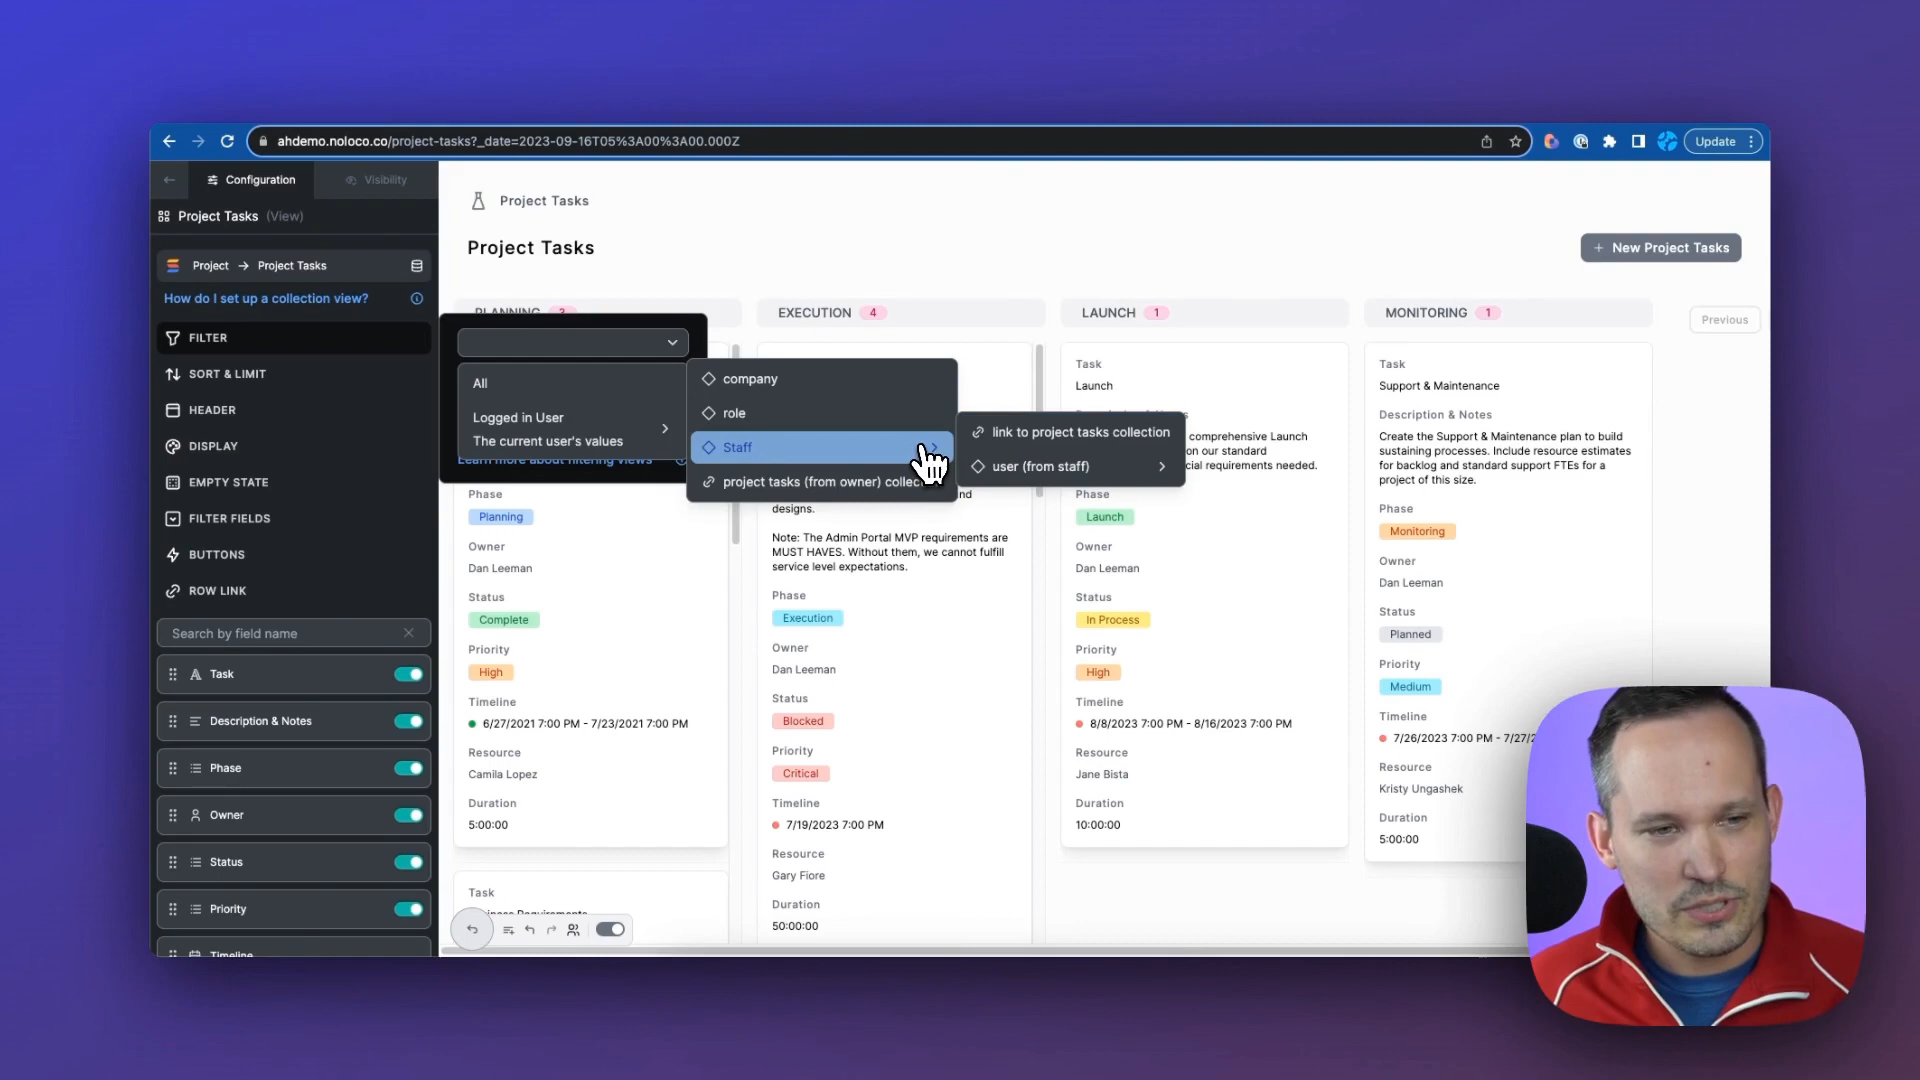 ahdemo.noloco.co/project-tasks?_date=2023-09-16T05%3A00%3A00.000Z
Update
Configuration
Visibility
Project Tasks (View)
Project → Project Tasks
How do I set up a collection view?
FILTER
SORT & LIMIT
HEADER
DISPLAY
EMPTY STATE
FILTER FIELDS
BUTTONS
ROW LINK
Search by field name
Task
Description & Notes
Phase
Owner
Status
Priority
Timeline
Project Tasks
Project Tasks
+ New Project Tasks
Previous
PLANNING 3
All
Logged in User
The current user's values
Learn more about filtering views
company
role
Staff
project tasks (from owner) collec
link to project tasks collection
user (from staff)
Phase
Planning
Owner
Dan Leeman
Status
Complete
Priority
High
Timeline
6/27/2021 7:00 PM - 7/23/2021 7:00 PM
Resource
Camila Lopez
Duration
5:00:00
Task
EXECUTION 4
nd
designs.
Note: The Admin Portal MVP requirements are
MUST HAVES. Without them, we cannot fulfill
service level expectations.
Phase
Execution
Owner
Dan Leeman
Status
Blocked
Priority
Critical
Timeline
7/19/2023 7:00 PM
Resource
Gary Fiore
Duration
50:00:00
LAUNCH 1
Task
Launch
comprehensive Launch
on our standard
cial requirements needed.
Phase
Launch
Owner
Dan Leeman
Status
In Process
Priority
High
Timeline
8/8/2023 7:00 PM - 8/16/2023 7:00 PM
Resource
Jane Bista
Duration
10:00:00
MONITORING 1
Task
Support & Maintenance
Description & Notes
Create the Support & Maintenance plan to build
sustaining processes. Include resource estimates
for backlog and standard support FTEs for a
project of this size.
Phase
Monitoring
Owner
Dan Leeman
Status
Planned
Priority
Medium
Timeline
7/26/2023 7:00 PM - 7/27/2
Resource
Kristy Ungashek
Duration
5:00:00